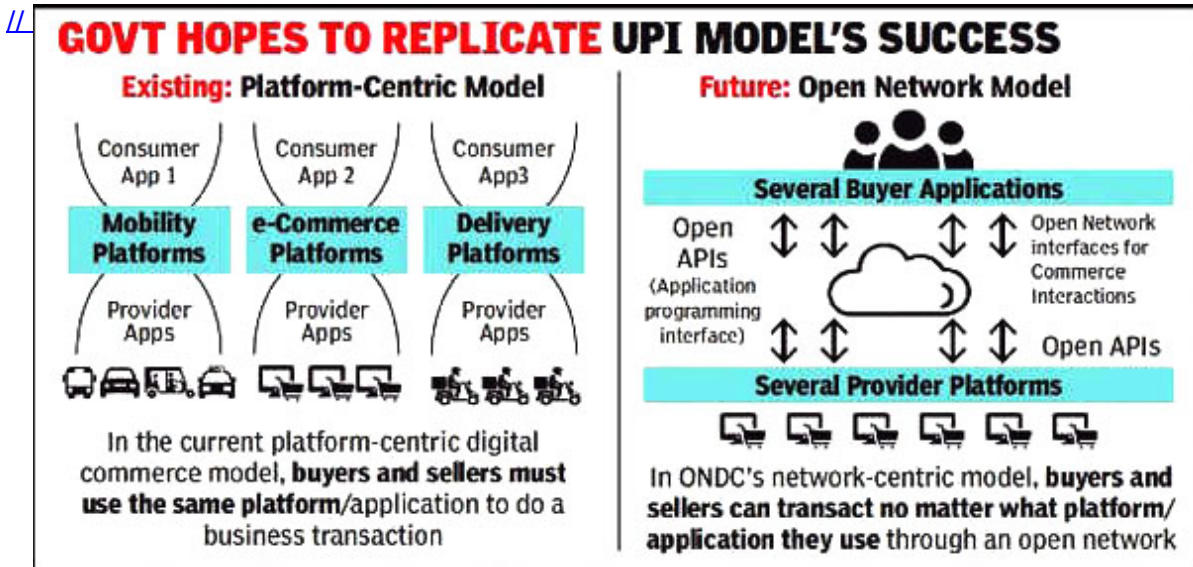 //
GOVT HOPES TO REPLICATE UPI MODEL'S SUCCESS
Existing: Platform-Centric Model
Consumer
App 1
Consumer
App 2
Consumer
App3
Mobility
Platforms
e-Commerce
Platforms
Delivery
Platforms
Provider
Apps
Provider
Apps
Provider
Apps
In the current platform-centric digital
commerce model, buyers and sellers must
use the same platform/application to do a
business transaction
Future: Open Network Model
Several Buyer Applications
Open
APIs
(Application
programming
interface)
Open Network
interfaces for
Commerce
Interactions
Open APIs
Several Provider Platforms
In ONDC's network-centric model, buyers and
sellers can transact no matter what platform/
application they use through an open network